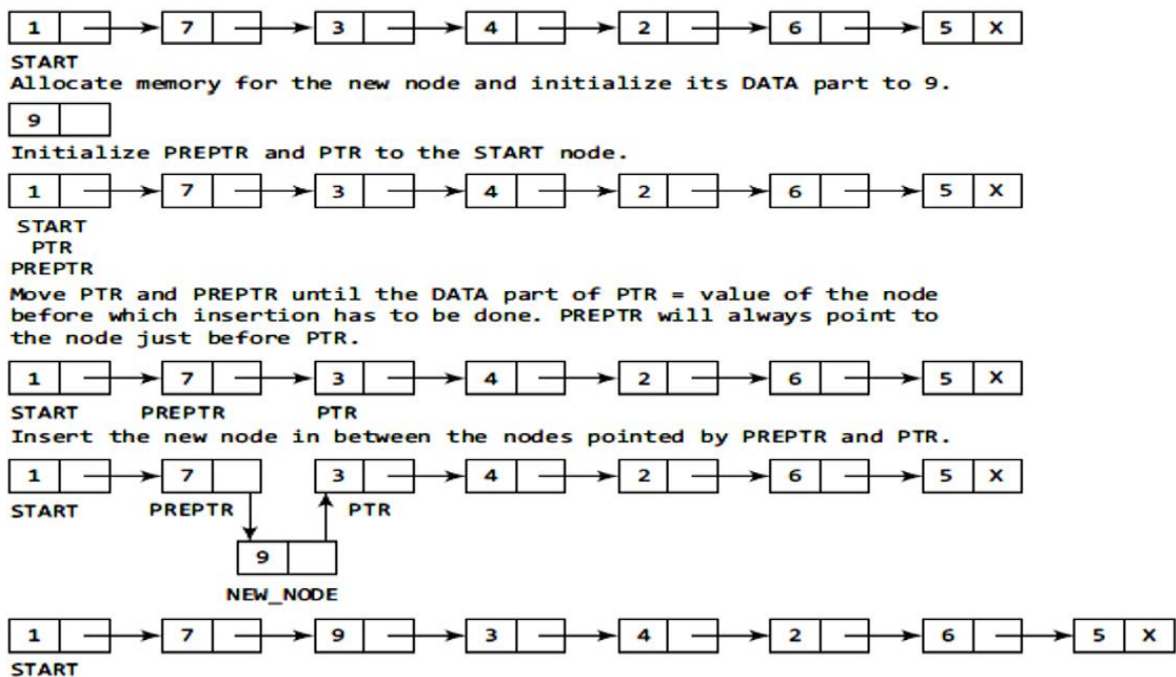 1 7 3 4 2 6 5 X
START
Allocate memory for the new node and initialize its DATA part to 9.
9
Initialize PREPTR and PTR to the START node.
1 7 3 4 2 6 5 X
START
PTR
PREPTR
Move PTR and PREPTR until the DATA part of PTR = value of the node
before which insertion has to be done. PREPTR will always point to
the node just before PTR.
1 7 3 4 2 6 5 X
START PREPTR PTR
Insert the new node in between the nodes pointed by PREPTR and PTR.
1 7 3 4 2 6 5 X
START PREPTR PTR
9
NEW_NODE
1 7 9 3 4 2 6 5 X
START